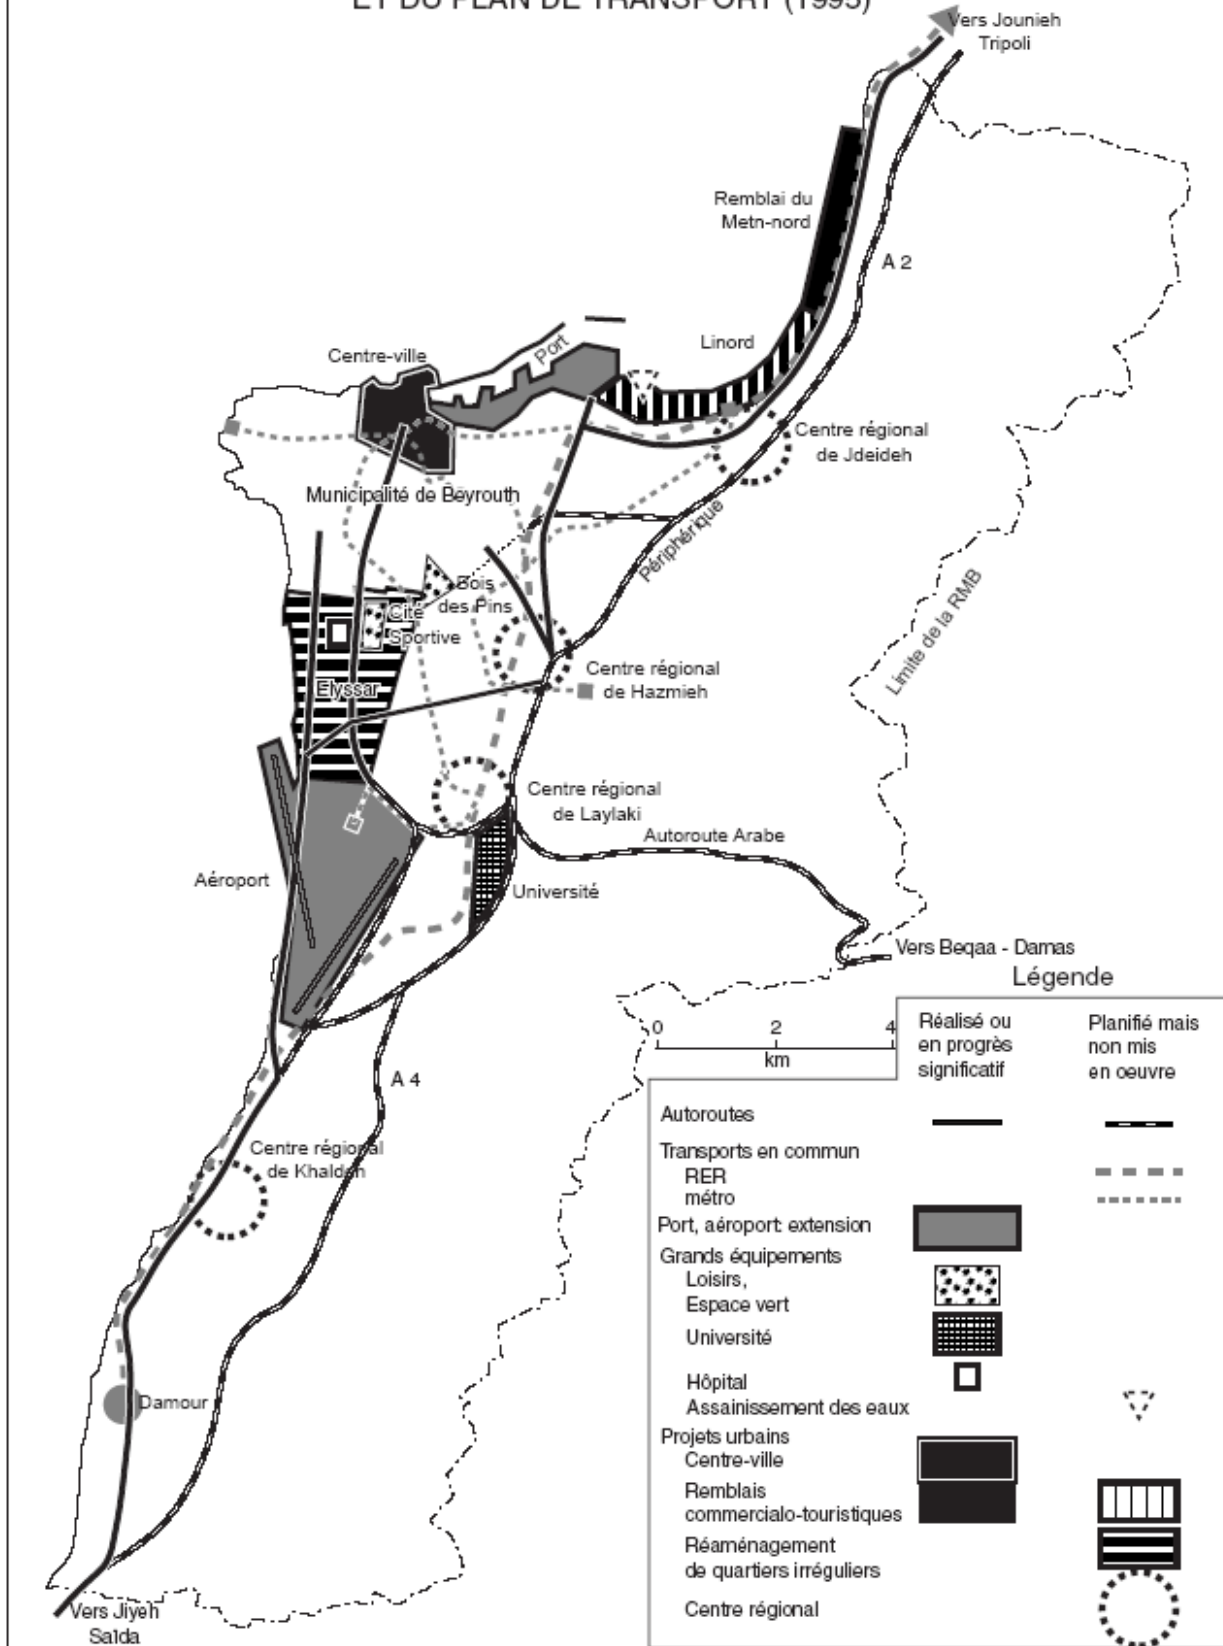 ET DU PLAN DE TRANSPORT (1995)
Vers Jounieh
Tripoli
Remblai du
Metn-nord
A 2
Linord
Port
Centre-ville
Centre régional
de Jdeideh
Municipalité de Beyrouth
Périphérique
Bois
des Pins
Cité
Sportive
Limite de la RMB
Centre régional
de Hazmieh
Elyssar
Centre régional
de Laylaki
Autoroute Arabe
Aéroport
Université
Vers Beqaa - Damas
A 4
Centre régional
de Khaldeh
Damour
Vers Jiyeh
Saïda
Légende
0 2 4
km
Réalisé ou
en progrès
significatif
Planifié mais
non mis
en oeuvre
Autoroutes
Transports en commun
RER
métro
Port, aéroport: extension
Grands équipements
Loisirs,
Espace vert
Université
Hôpital
Assainissement des eaux
Projets urbains
Centre-ville
Remblais
commercialo-touristiques
Réaménagement
de quartiers irréguliers
Centre régional